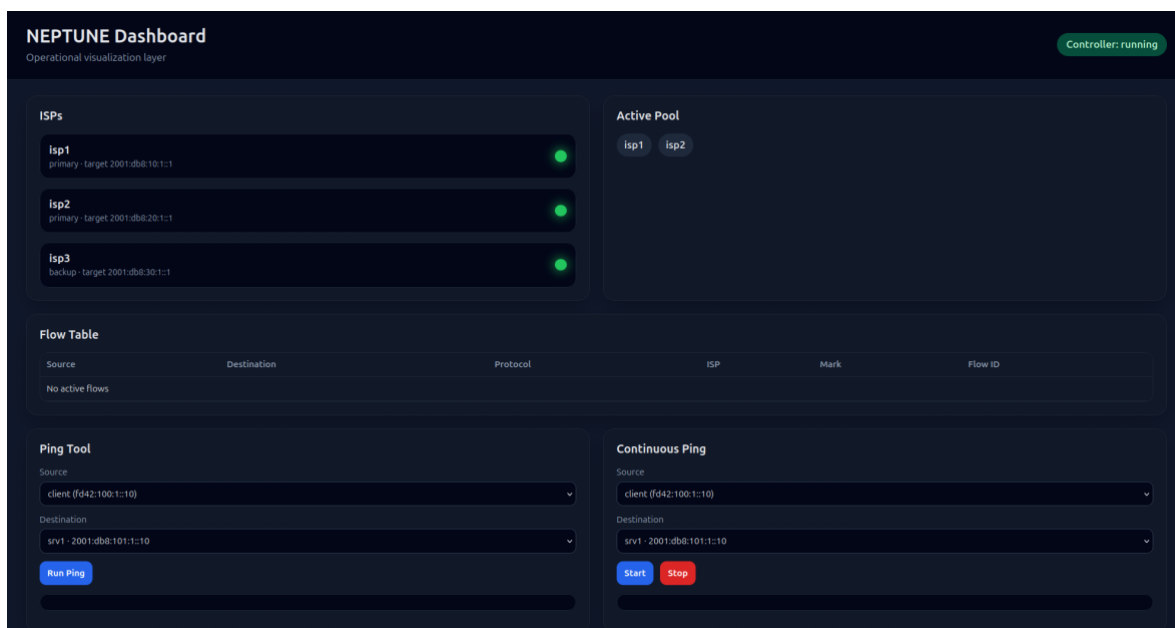 NEPTUNE Dashboard
Operational visualization layer
Controller: running
ISPs
isp1
primary · target 2001:db8:10:1::1
isp2
primary · target 2001:db8:20:1::1
isp3
backup · target 2001:db8:30:1::1
Active Pool
isp1 isp2
Flow Table
Source Destination Protocol ISP Mark Flow ID
No active flows
Ping Tool
Source
client (fd42:100:1::10)
Destination
srv1 · 2001:db8:101:1::10
Run Ping
Continuous Ping
Source
client (fd42:100:1::10)
Destination
srv1 · 2001:db8:101:1::10
Start Stop